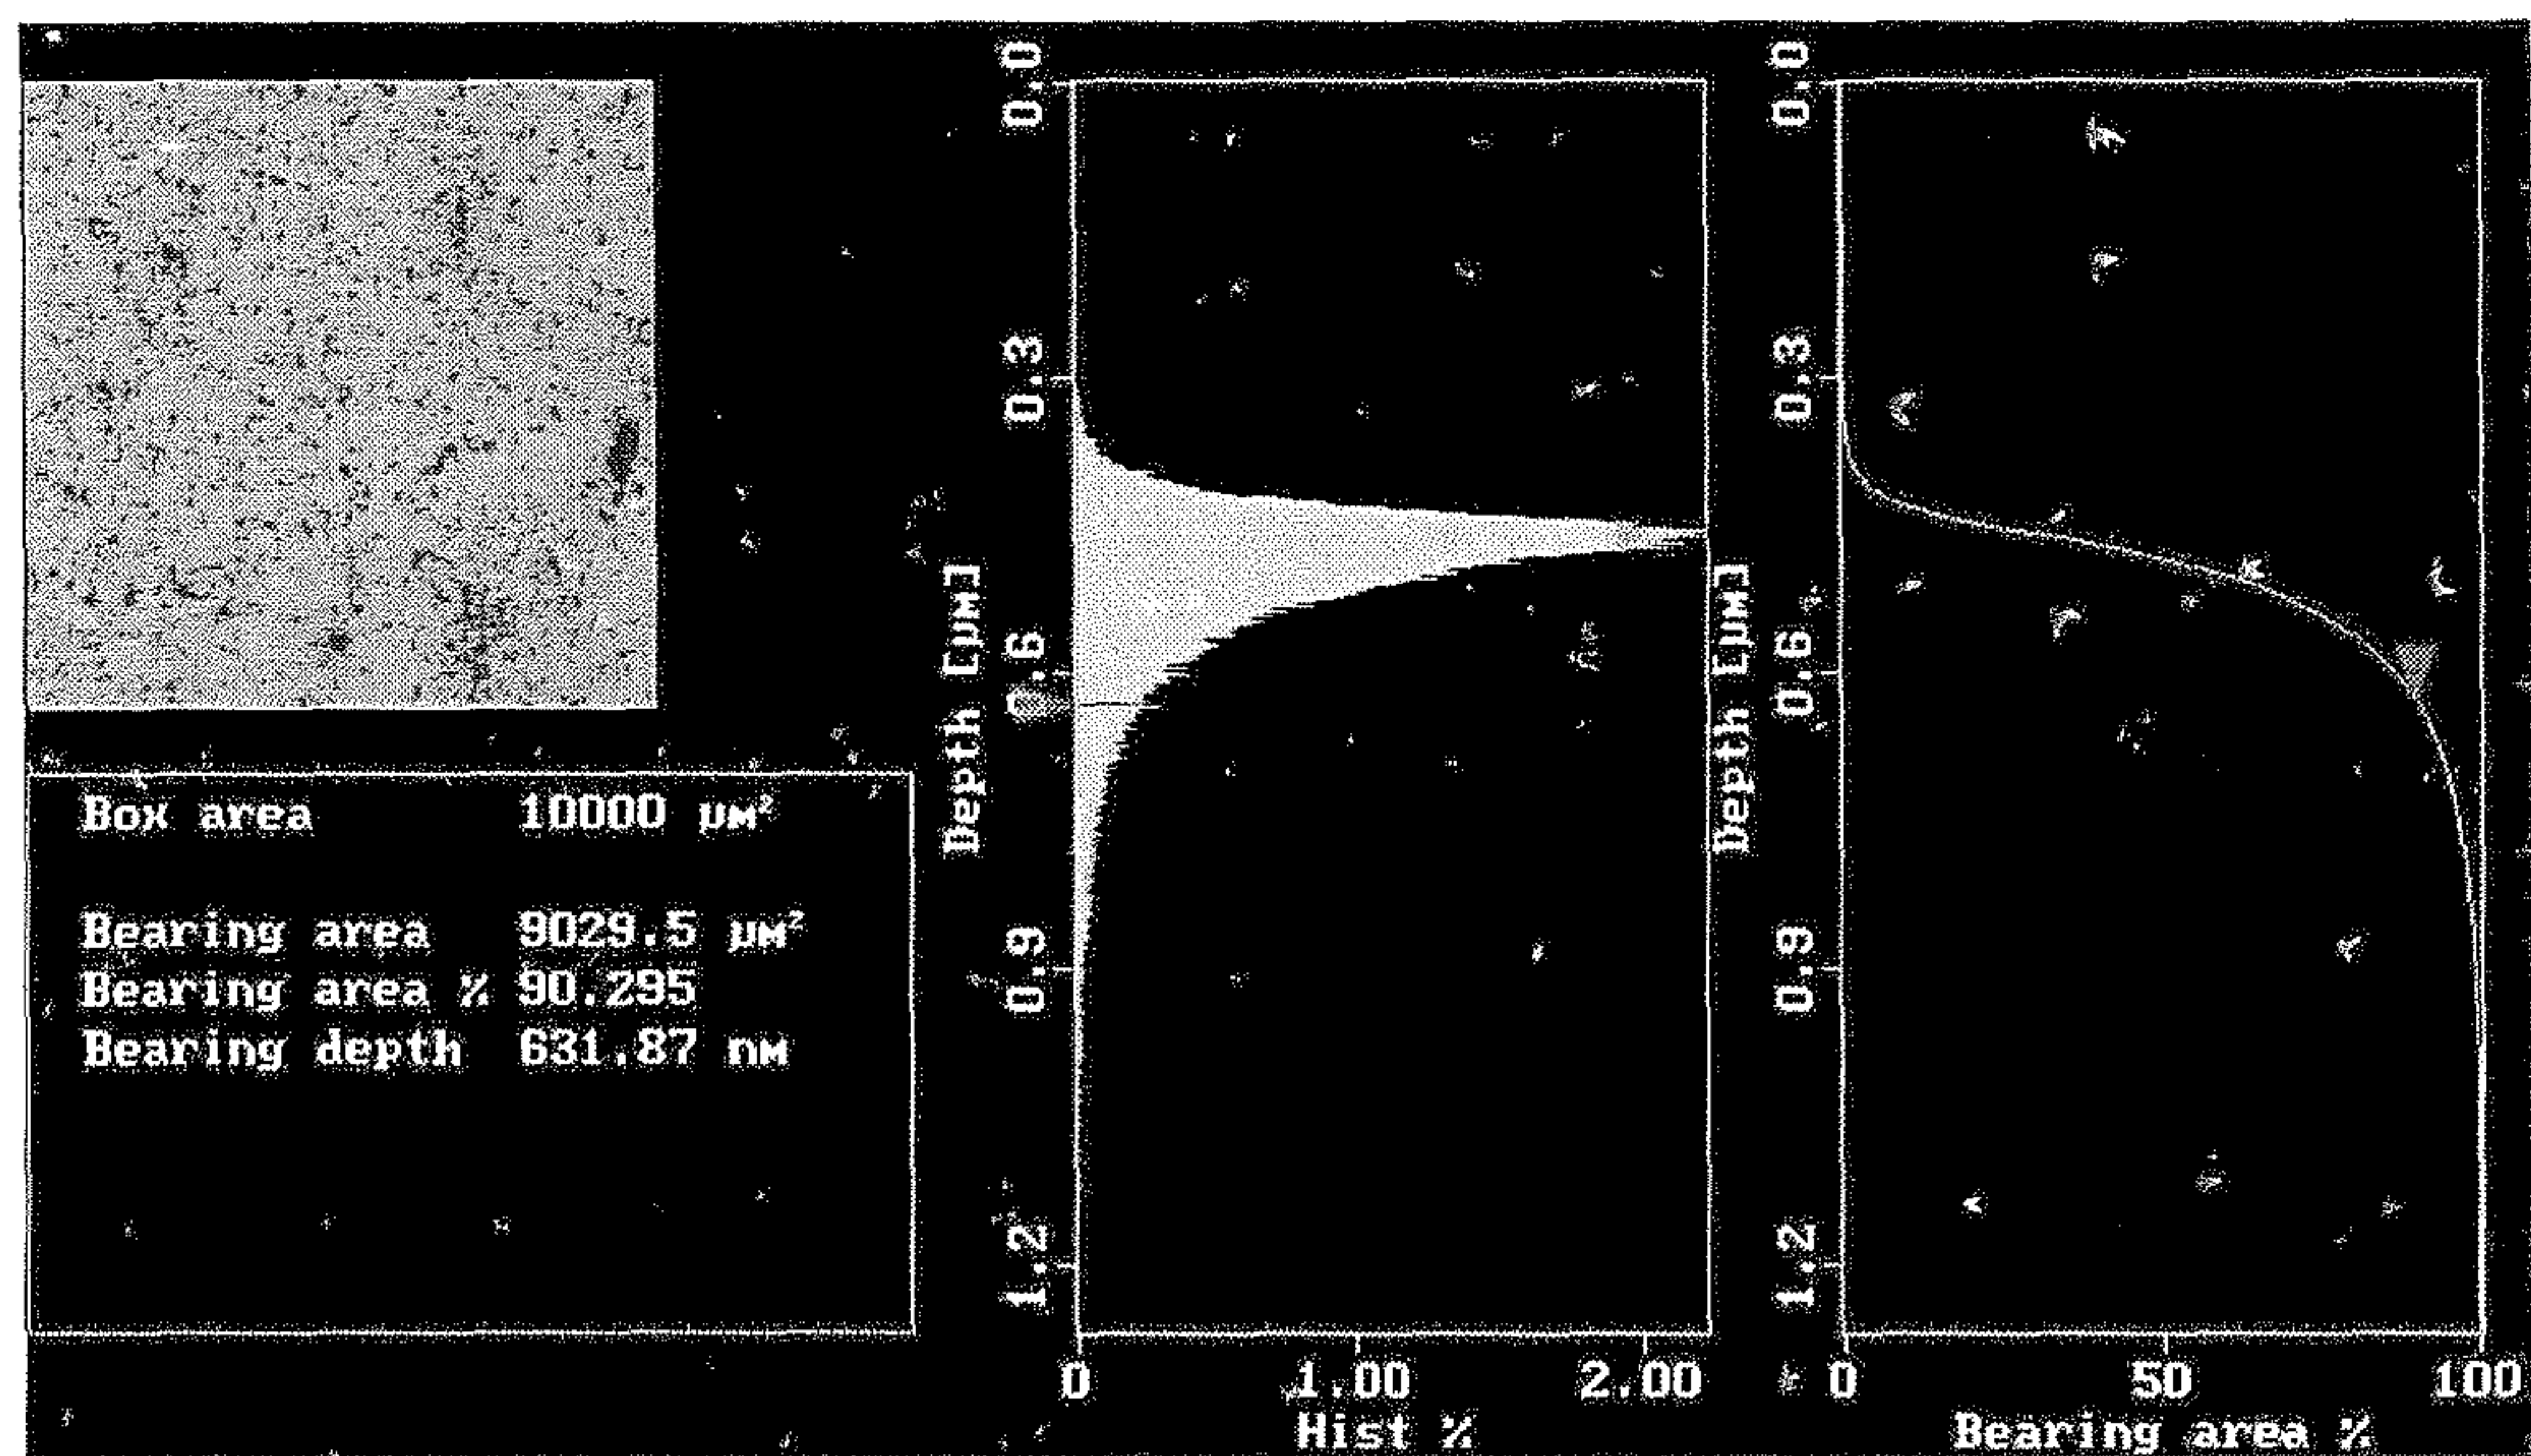 Box area 10000 µm²
Bearing area 9029.5 µm²
Bearing area % 90.295
Bearing depth 631.87 nm
Depth [µm]
0.0
0.3
0.6
0.9
1.2
0 1.00 2.00
Hist %
Depth [µm]
0.0
0.3
0.6
0.9
1.2
0 50 100
Bearing area %